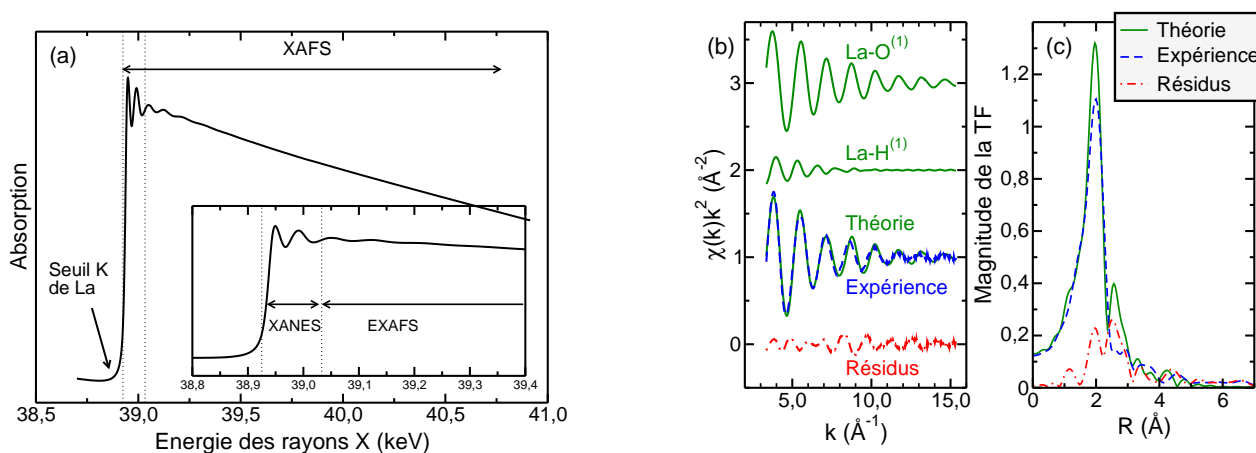 (a)
XAFS
Absorption
Seuil K
de La
XANES
EXAFS
38,8
38,9
39,0
39,1
39,2
39,3
39,4
38,5
39,0
39,5
40,0
40,5
41,0
Energie des rayons X (keV)
(b)
La-O(1)
La-H(1)
Théorie
Expérience
Résidus
χ(k)k² (Å⁻²)
3
2
1
0
5,0
10,0
15,0
k (Å⁻¹)
(c)
Théorie
Expérience
Résidus
Magnitude de la TF
1,2
1
0,8
0,6
0,4
0,2
0
0
2
4
6
R (Å)